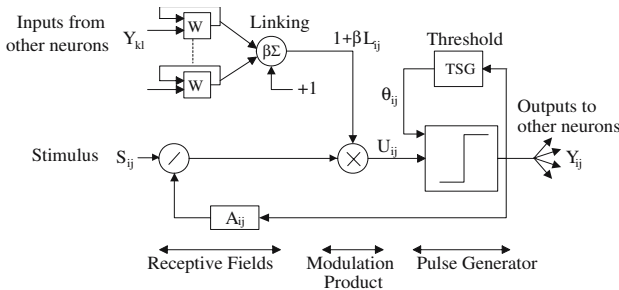 Inputs from
other neurons
Y_kl
W
W
Linking
βΣ
+1
1+βL_ij
Threshold
TSG
θ_ij
Outputs to
other neurons
Y_ij
Stimulus
S_ij
/
×
U_ij
A_ij
Receptive Fields
Modulation
Product
Pulse Generator